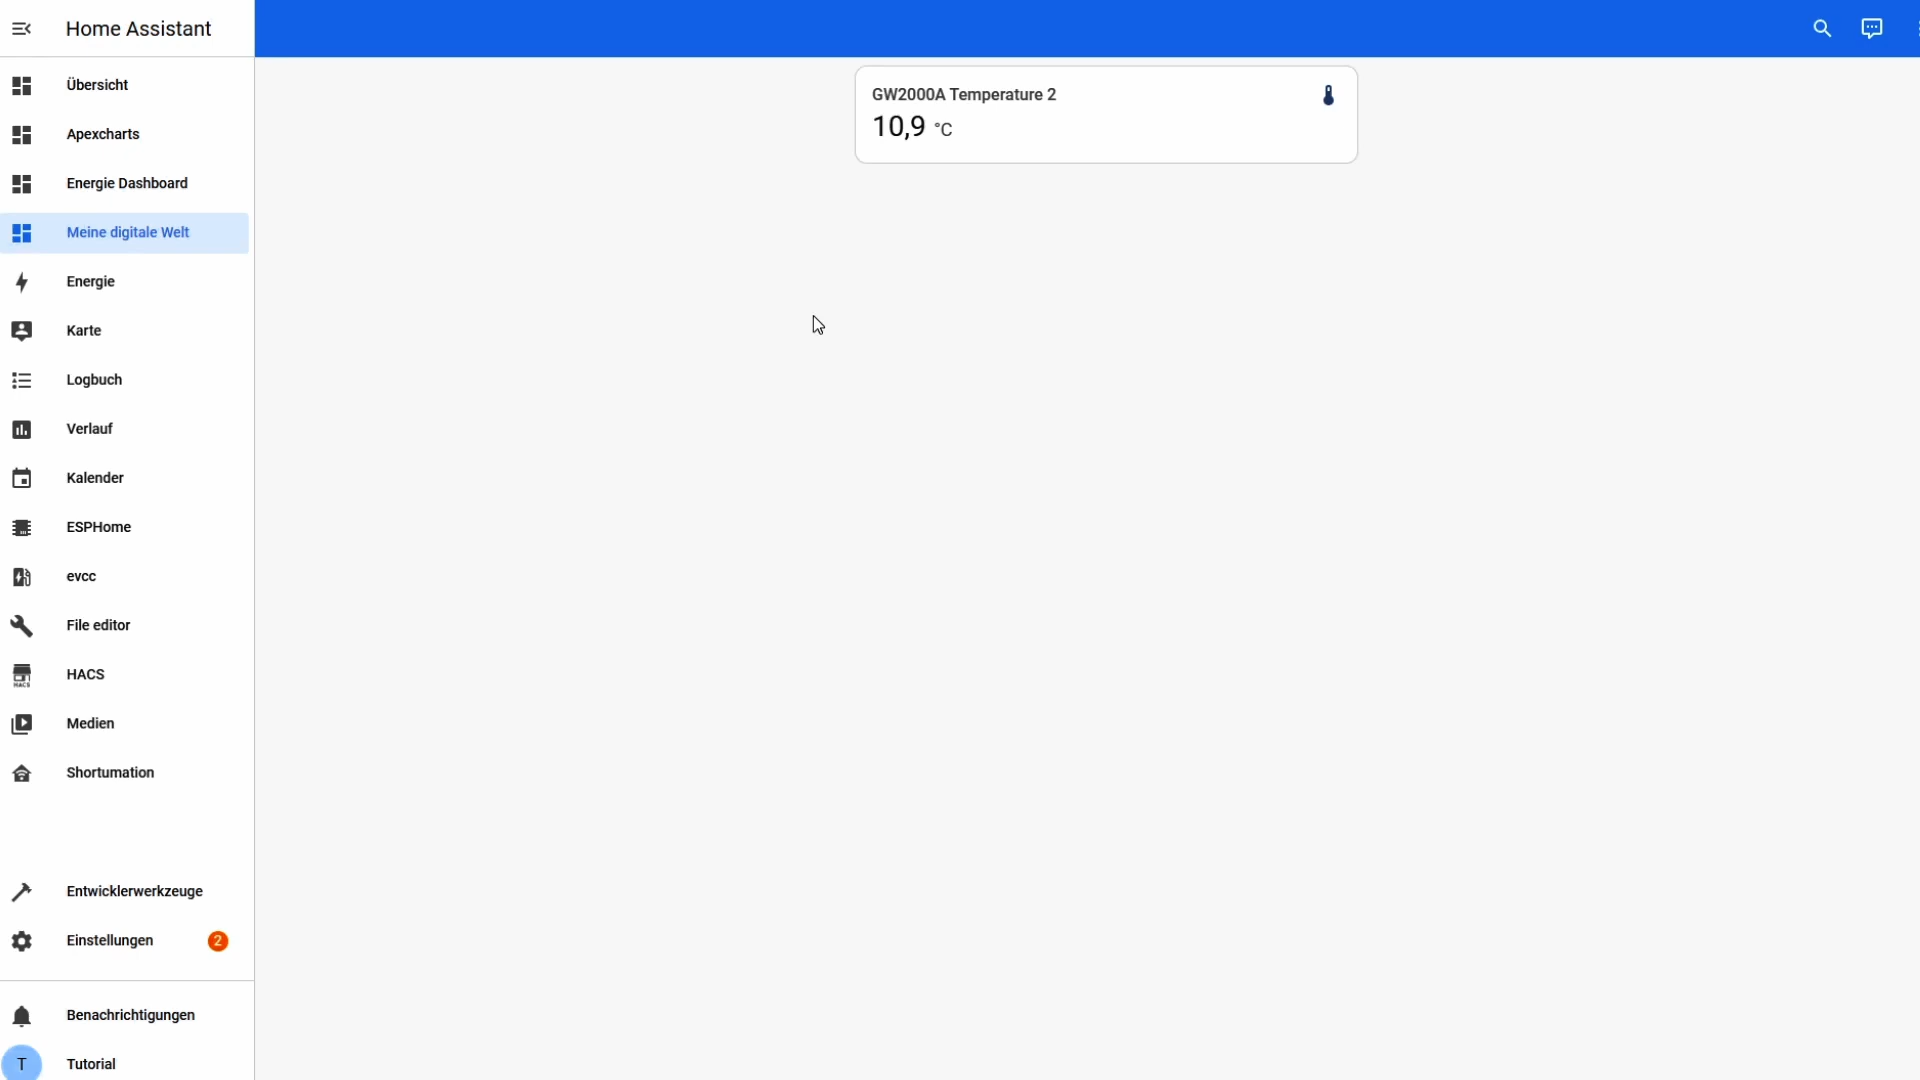 Home Assistant
Übersicht
Apexcharts
Energie Dashboard
Meine digitale Welt
Energie
Karte
Logbuch
Verlauf
Kalender
ESPHome
evcc
File editor
HACS
HACS
Medien
Shortumation
Entwicklerwerkzeuge
Einstellungen 2
Benachrichtigungen
T Tutorial
GW2000A Temperature 2
10,9 °C